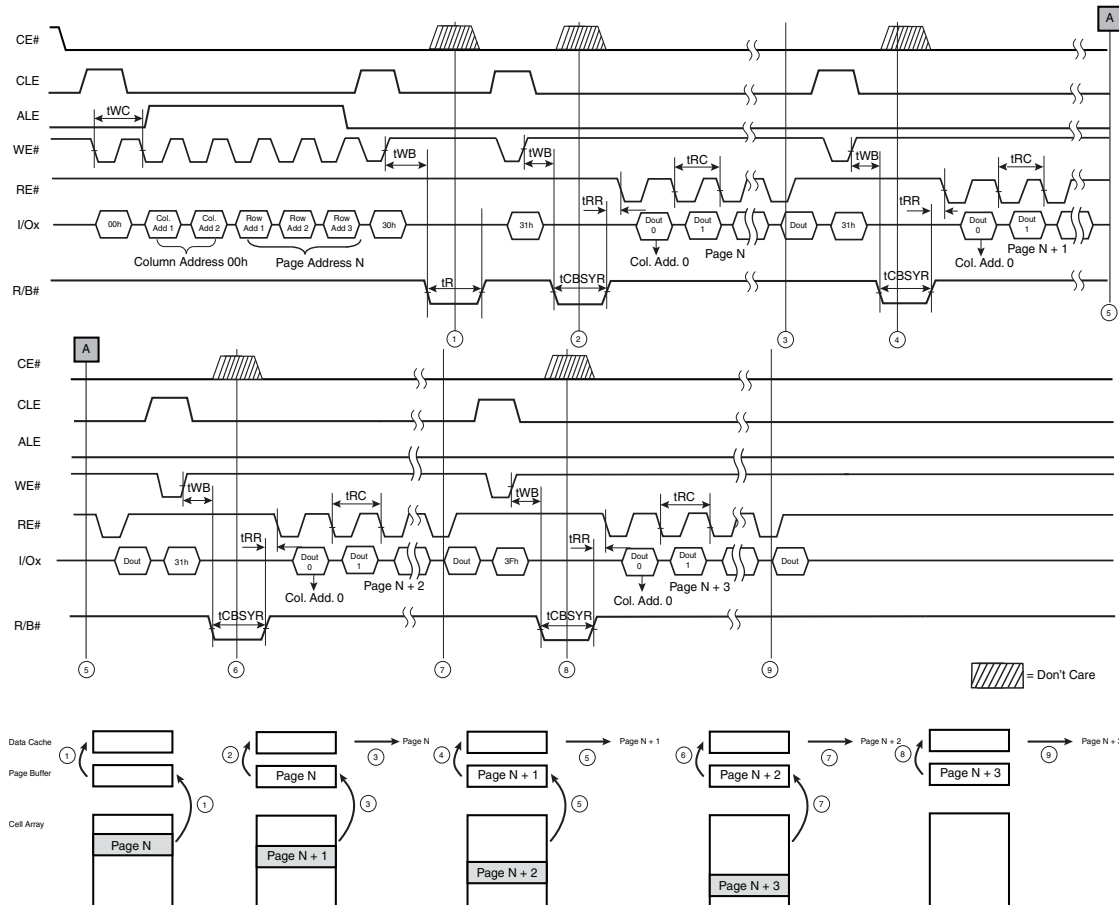 A
CE#
CLE
ALE
tWC
WE#
tWB
tWB
tWB
RE#
tRC
tRC
tRR
tRR
I/Ox
00h
Col. Add 1
Col. Add 2
Row Add 1
Row Add 2
Row Add 3
30h
31h
Dout 0
Dout 1
Dout
31h
Dout 0
Dout 1
Column Address 00h
Page Address N
Col. Add. 0
Page N
Col. Add. 0
Page N + 1
R/B#
tR
tCBSYR
tCBSYR
1
2
3
4
5
A
CE#
CLE
ALE
WE#
tWB
tWB
RE#
tRC
tRC
tRR
tRR
I/Ox
Dout
31h
Dout 0
Dout 1
Dout
3Fh
Dout 0
Dout 1
Dout
Col. Add. 0
Page N + 2
Col. Add. 0
Page N + 3
R/B#
tCBSYR
tCBSYR
5
6
7
8
9
= Don't Care
Data Cache
1
2
3
Page N
4
5
Page N + 1
6
7
Page N + 2
8
9
Page N + 3
Page Buffer
Page N
Page N + 1
Page N + 2
Page N + 3
1
3
5
7
Cell Array
Page N
Page N + 1
Page N + 2
Page N + 3